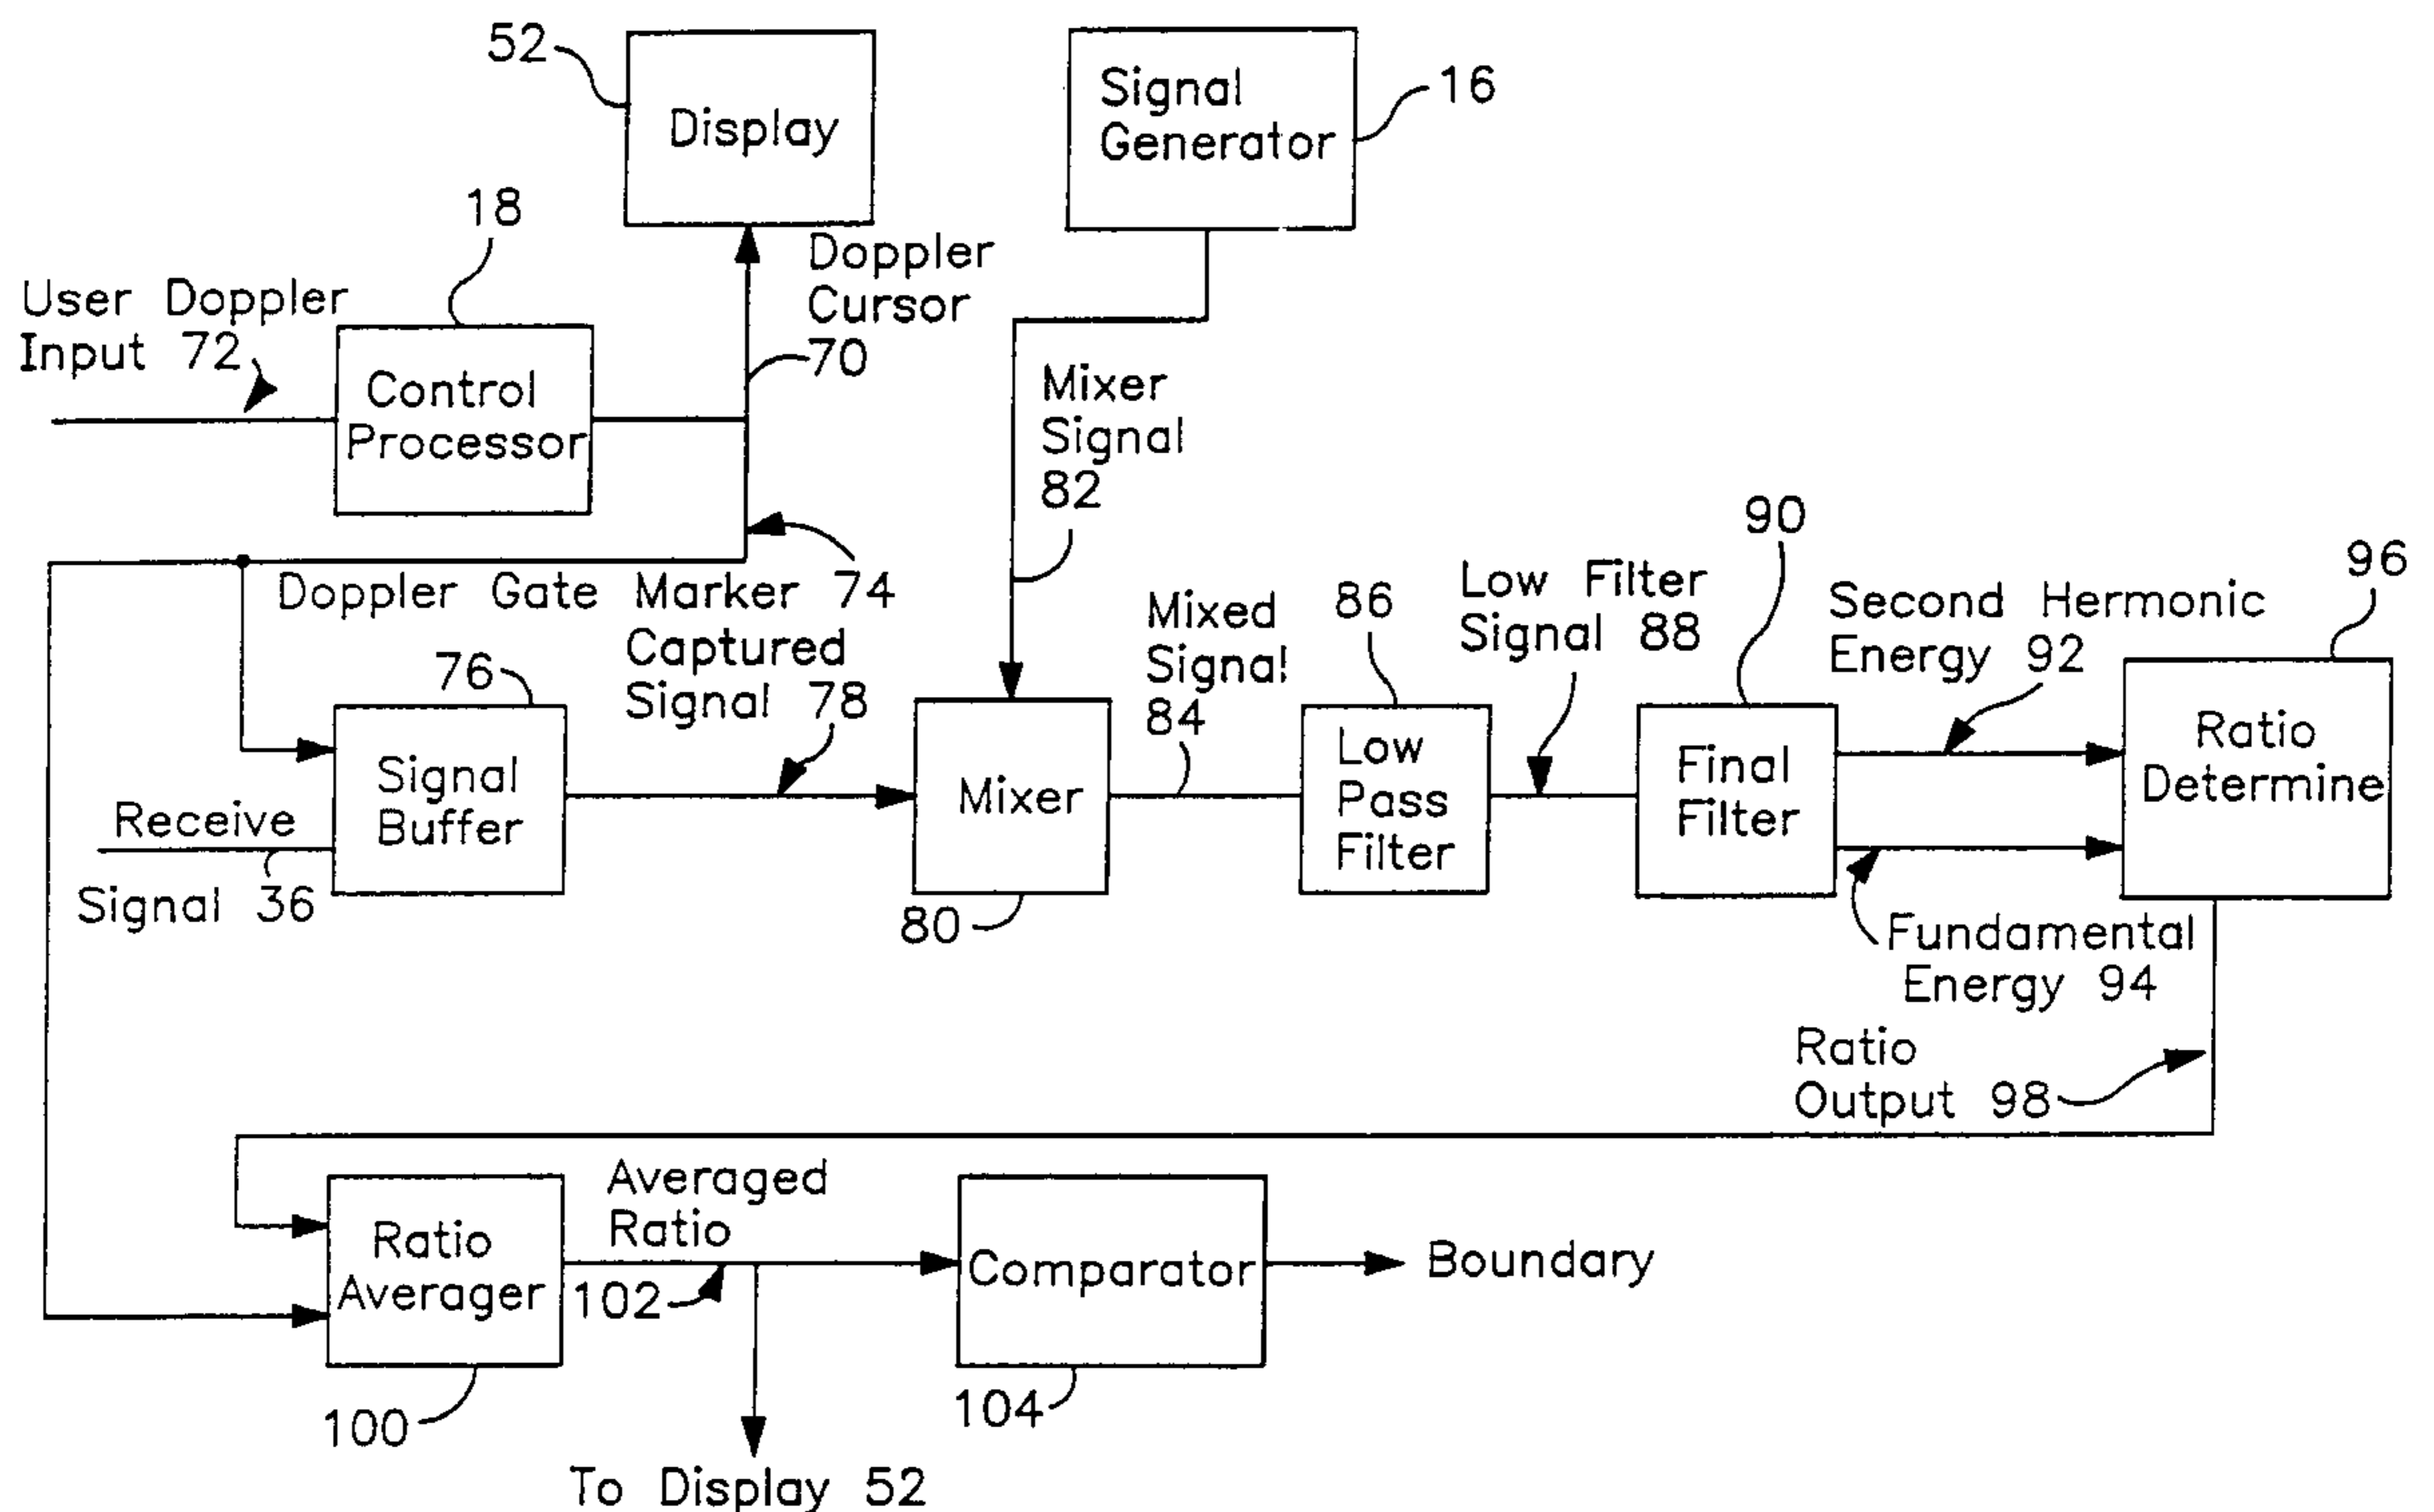 52
Display
Signal
Generator
16
18
User Doppler
Input 72
Control
Processor
Doppler
Cursor
70
Mixer
Signal
82
Doppler Gate Marker 74
Captured
Signal 78
76
Signal
Buffer
Receive
Signal 36
Mixer
80
Mixed
Signal
84
86
Low
Pass
Filter
Low Filter
Signal 88
90
Final
Filter
Second Hermonic
Energy 92
96
Ratio
Determine
Fundamental
Energy 94
Ratio
Output 98
Ratio
Averager
100
Averaged
Ratio
102
Comparator
104
Boundary
To Display 52